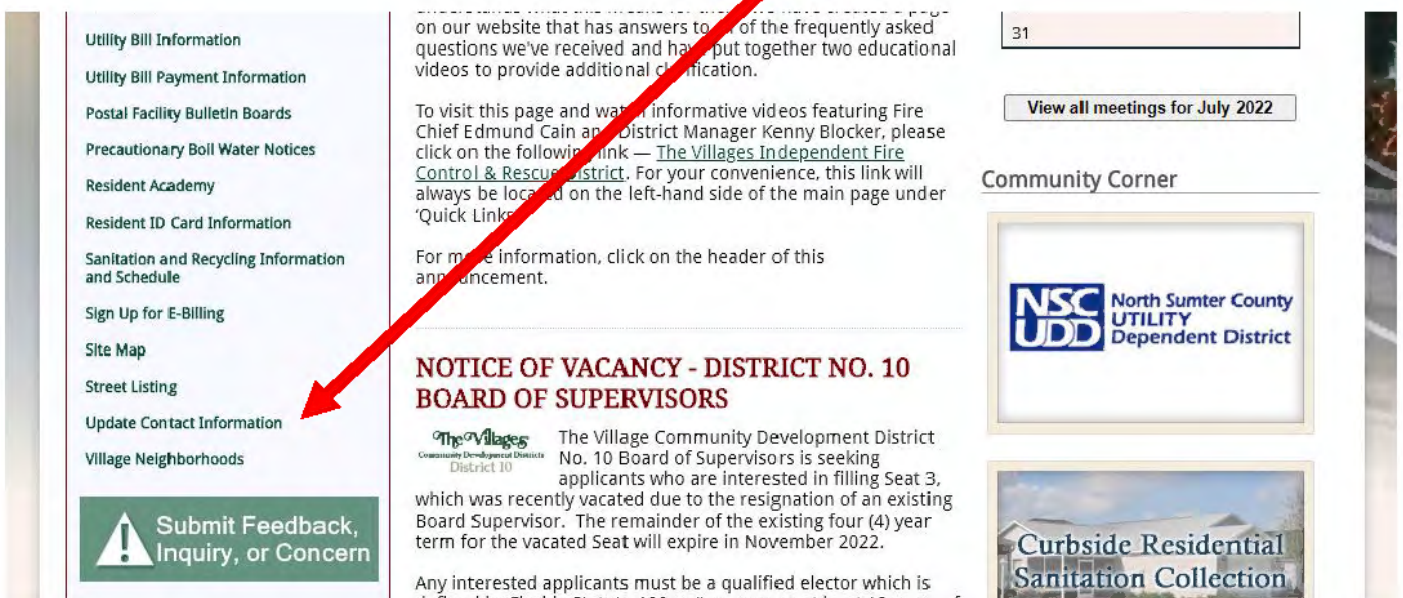 Utility Bill Information
Utility Bill Payment Information
Postal Facility Bulletin Boards
Precautionary Boil Water Notices
Resident Academy
Resident ID Card Information
Sanitation and Recycling Information
and Schedule
Sign Up for E-Billing
Site Map
Street Listing
Update Contact Information
Village Neighborhoods
Submit Feedback,
Inquiry, or Concern
on our website that has answers to of the frequently asked
questions we've received and have put together two educational
videos to provide additional clarification.
To visit this page and watch informative videos featuring Fire
Chief Edmund Cain and District Manager Kenny Blocker, please
click on the following link — The Villages Independent Fire
Control & Rescue District. For your convenience, this link will
always be located on the left-hand side of the main page under
‘Quick Links
For more information, click on the header of this
announcement.
NOTICE OF VACANCY - DISTRICT NO. 10
BOARD OF SUPERVISORS
The Villages
Community Development Districts
District 10
The Village Community Development District
No. 10 Board of Supervisors is seeking
applicants who are interested in filling Seat 3,
which was recently vacated due to the resignation of an existing
Board Supervisor. The remainder of the existing four (4) year
term for the vacated Seat will expire in November 2022.
Any interested applicants must be a qualified elector which is
31
View all meetings for July 2022
Community Corner
NSC
UDD
North Sumter County
UTILITY
Dependent District
Curbside Residential
Sanitation Collection